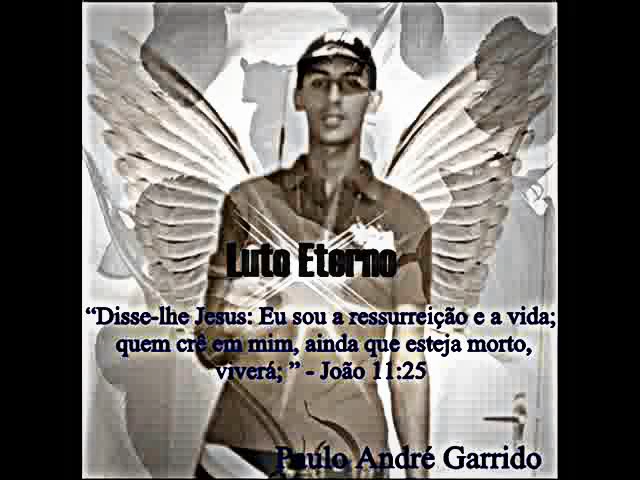 Luto Eterno
“Disse-lhe Jesus: Eu sou a ressurreição e a vida;
quem crê em mim, ainda que esteja morto,
viverá; ” - João 11:25
Paulo André Garrido